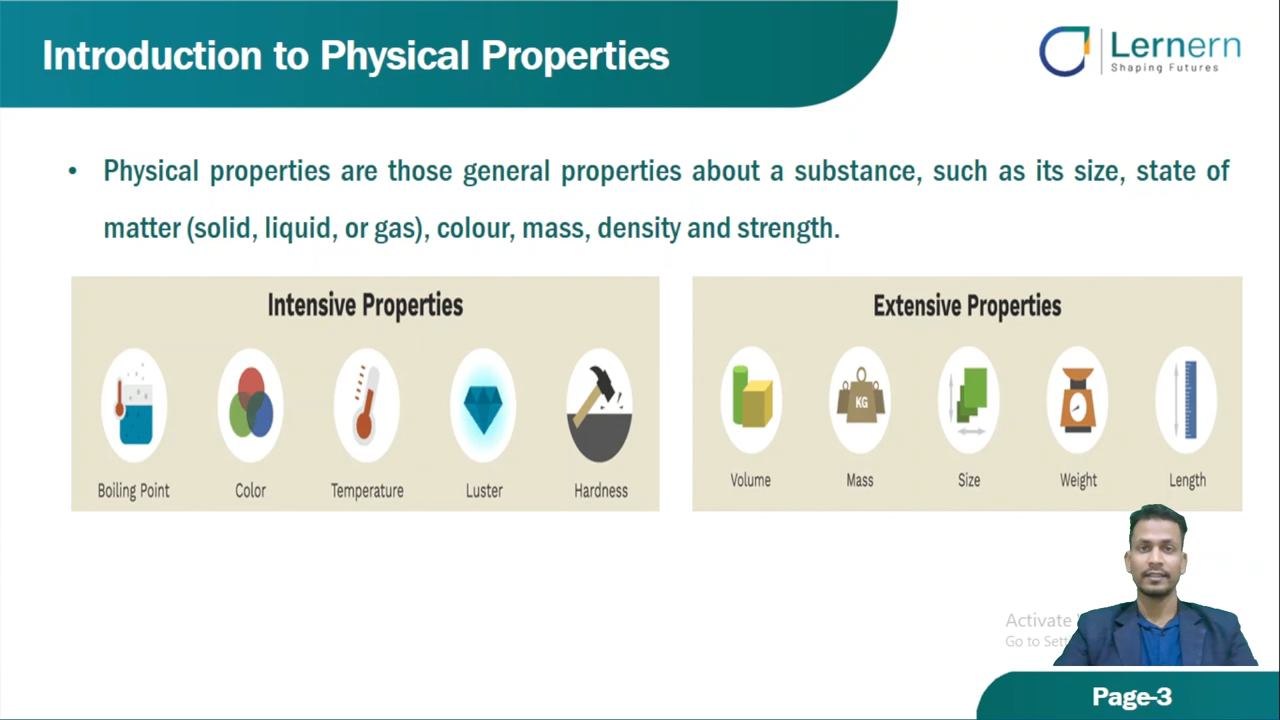 Introduction to Physical Properties
Lernern
Shaping Futures
• Physical properties are those general properties about a substance, such as its size, state of
matter (solid, liquid, or gas), colour, mass, density and strength.
Intensive Properties
Boiling Point Color Temperature Luster Hardness
Extensive Properties
KG
Volume Mass Size Weight Length
Activate
Go to
Page-3